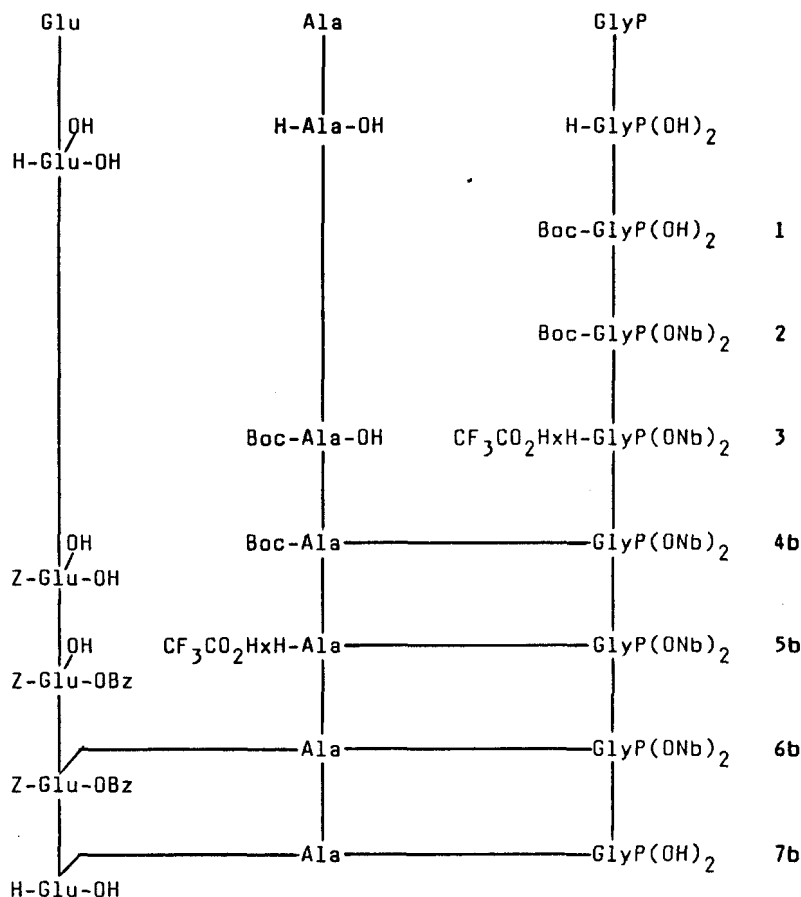 Glu Ala GlyP
OH
H-Glu-OH H-Ala-OH H-GlyP(OH)2
Boc-GlyP(OH)2 1
Boc-GlyP(ONb)2 2
Boc-Ala-OH CF3CO2HxH-GlyP(ONb)2 3
OH
Z-Glu-OH Boc-Ala GlyP(ONb)2 4b
OH
Z-Glu-OBz CF3CO2HxH-Ala GlyP(ONb)2 5b
Z-Glu-OBz Ala GlyP(ONb)2 6b
H-Glu-OH Ala GlyP(OH)2 7b